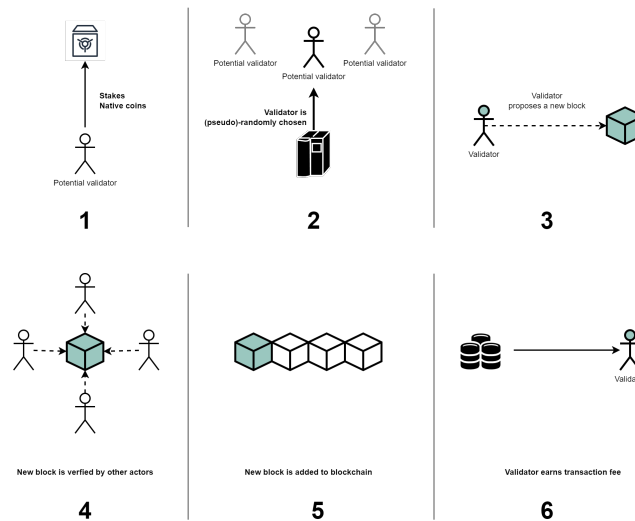 Stakes
Native coins
Potential validator
1
Potential validator
Potential validator
Potential validator
Validator is
(pseudo)-randomly chosen
2
Validator
proposes a new block
Validator
3
New block is verfied by other actors
4
New block is added to blockchain
5
Validat
Validator earns transaction fee
6